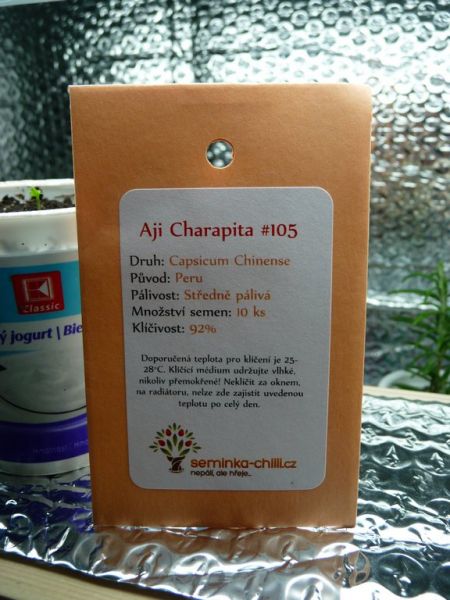 Aji Charapita #105
Druh: Capsicum Chinense
Původ: Peru
Pálivost: Středně pálivá
Množství semen: 10 ks
Klíčivost: 92%
Doporučená teplota pro klíčení je 25-
28°C. Klíčící médium udržujte vlhké,
nikoliv přemokřené! Neklíčit za oknem,
na radiátoru, nelze zde zajistit uvedenou
teplotu po celý den.
seminka-chilli.cz
nepálí, ale hřeje..
K
Classic
ý jogurt | Bie